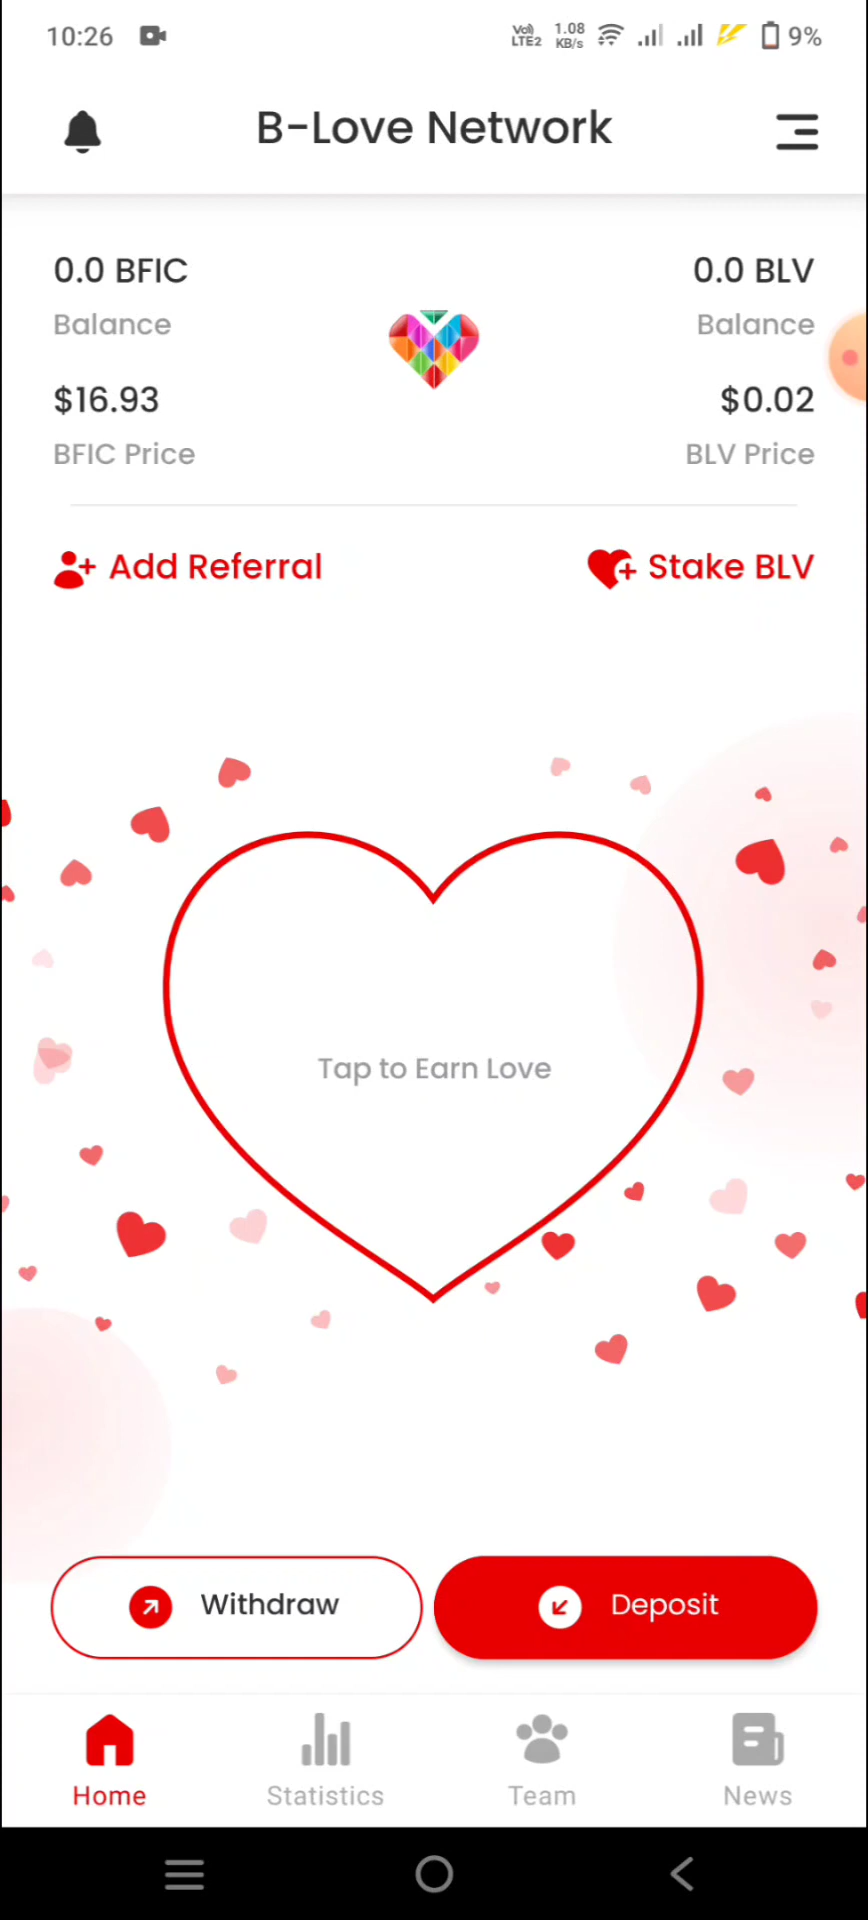 10:26
Vo) LTE2 1.08 KB/s 9%
B-Love Network
0.0 BFIC 0.0 BLV
Balance Balance
$16.93 $0.02
BFIC Price BLV Price
Add Referral Stake BLV
Tap to Earn Love
Withdraw Deposit
Home Statistics Team News